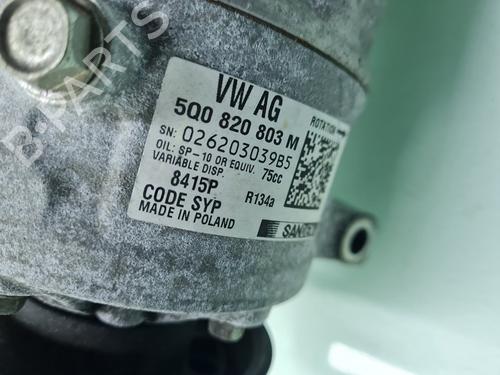 B-PARTS
VW AG
5Q0 820 803 M
ROTATION
SN: 026203039B5
OIL: SP-10 OR EQUIV. 75cc
VARIABLE DISP.
8415P R134a
CODE SYP
MADE IN POLAND